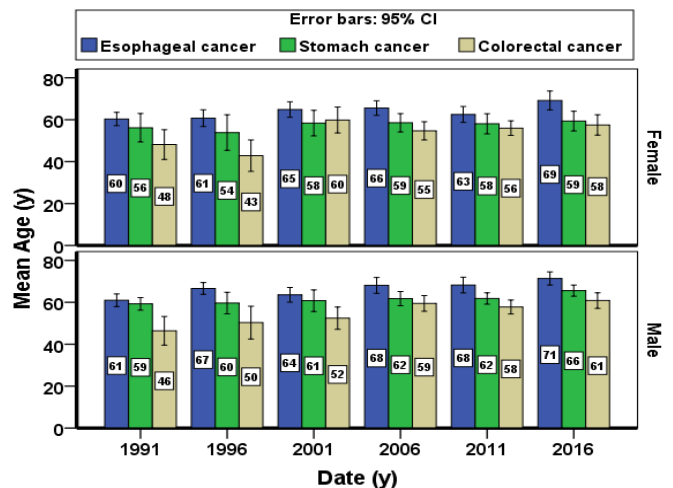 Error bars: 95% CI
Esophageal cancer Stomach cancer Colorectal cancer
Mean Age (y)
80
60
40
20
0
60 56 48 61 54 43 65 58 60 66 59 55 63 58 56 69 59 58
Female
80
60
40
20
0
61 59 46 67 60 50 64 61 52 68 62 59 68 62 58 71 66 61
Male
1991 1996 2001 2006 2011 2016
Date (y)